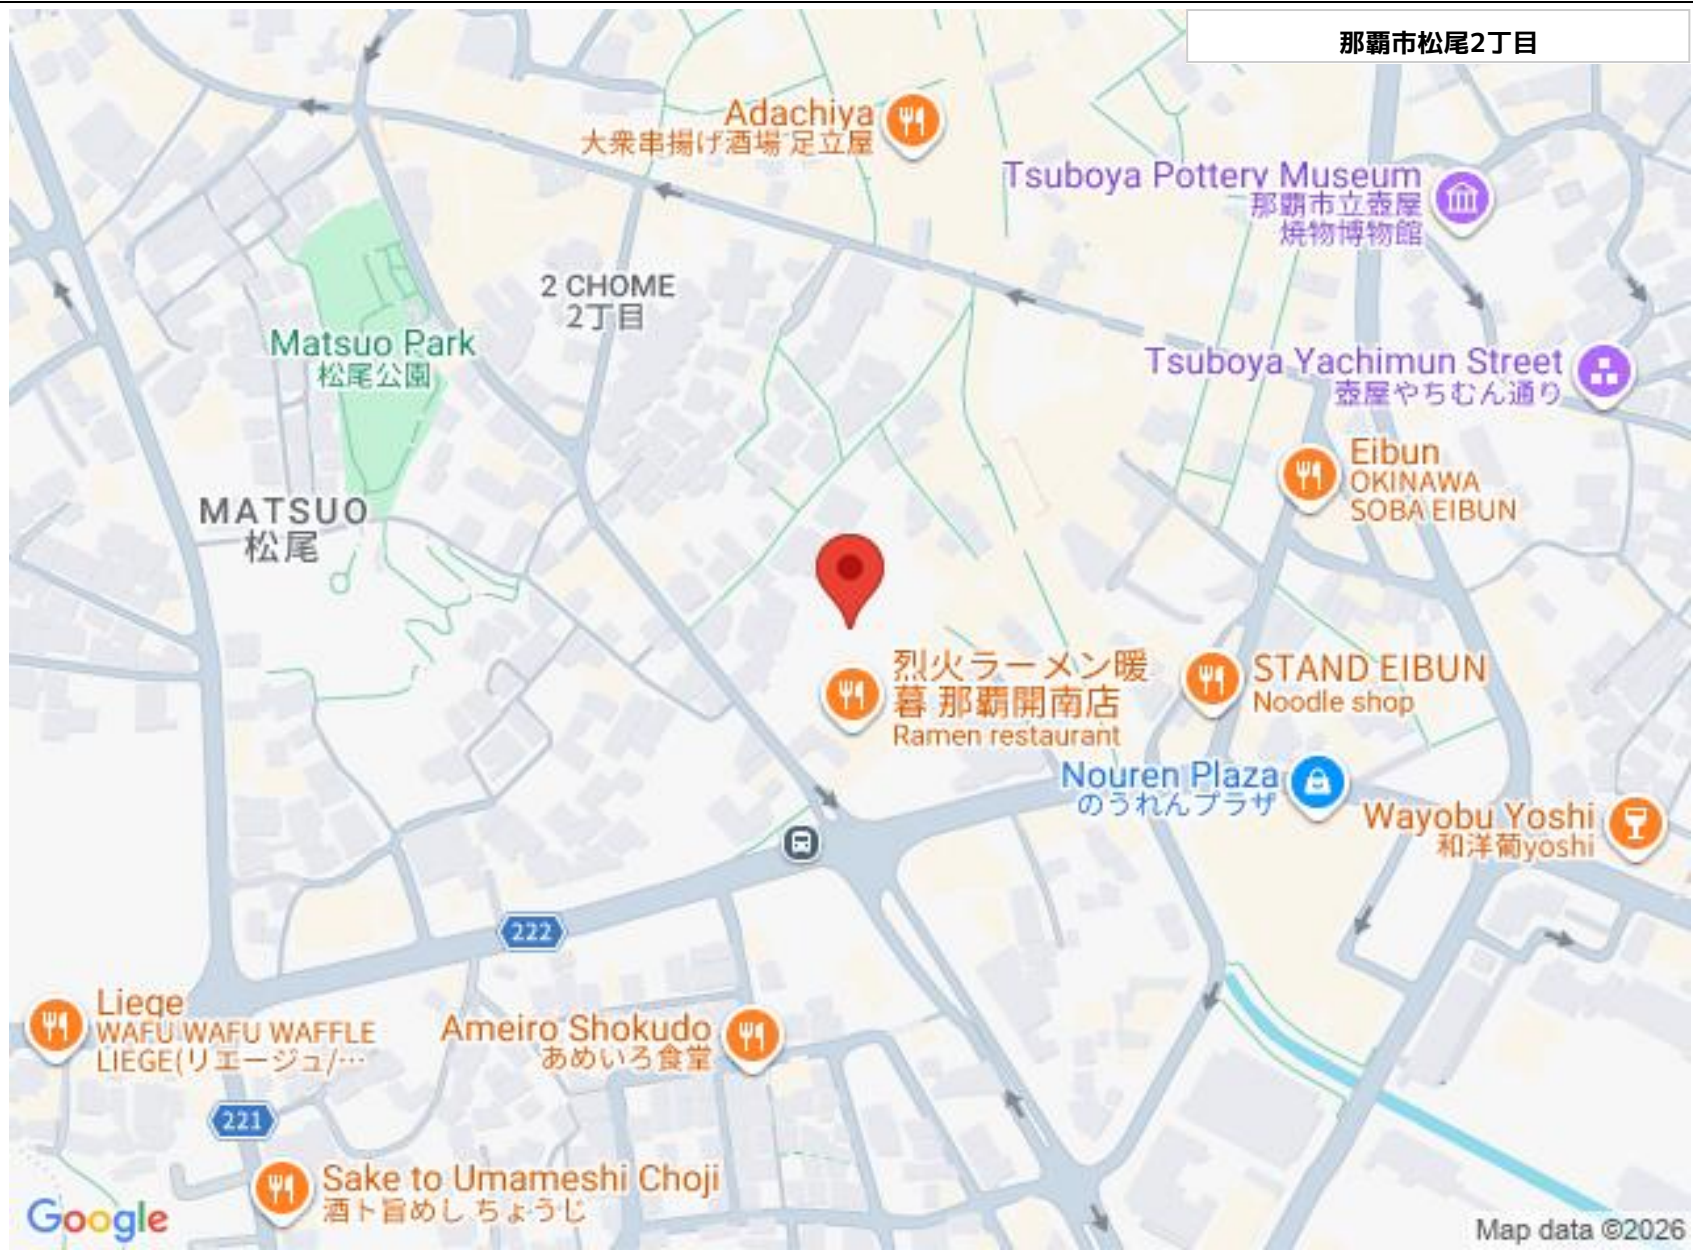 那覇市松尾2丁目
Adachiya
大衆串揚げ酒場 足立屋
Tsuboya Pottery Museum
那覇市立壺屋
焼物博物館
2 CHOME
2丁目
Matsuo Park
松尾公園
Tsuboya Yachimun Street
壺屋やちむん通り
Eibun
OKINAWA
SOBA EIBUN
MATSUO
松尾
烈火ラーメン暖
暮 那覇開南店
Ramen restaurant
STAND EIBUN
Noodle shop
Nouren Plaza
のうれんプラザ
Wayobu Yoshi
和洋葡yoshi
222
Liege
WAFU WAFU WAFFLE
LIEGE(リエージュ/…
Ameiro Shokudo
あめいろ食堂
221
Sake to Umameshi Choji
酒ト旨めし ちょうじ
Google
Map data ©2026